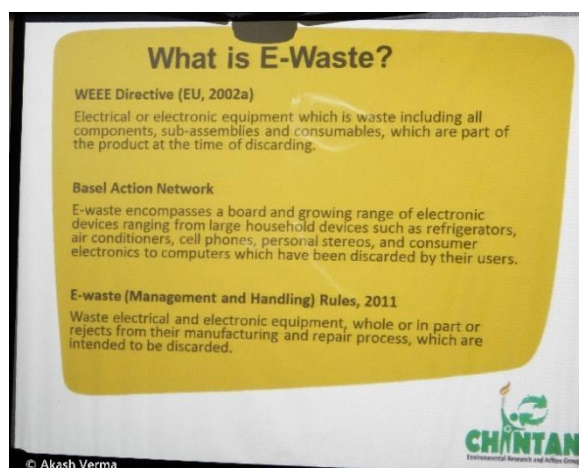 What is E-Waste?
WEEE Directive (EU, 2002a)
Electrical or electronic equipment which is waste including all
components, sub-assemblies and consumables, which are part of
the product at the time of discarding.
Basel Action Network
E-waste encompasses a board and growing range of electronic
devices ranging from large household devices such as refrigerators,
air conditioners, cell phones, personal stereos, and consumer
electronics to computers which have been discarded by their users.
E-waste (Management and Handling) Rules, 2011
Waste electrical and electronic equipment, whole or in part or
rejects from their manufacturing and repair process, which are
intended to be discarded.
CHINTAN
Environmental Research and Action Group
© Akash Verma